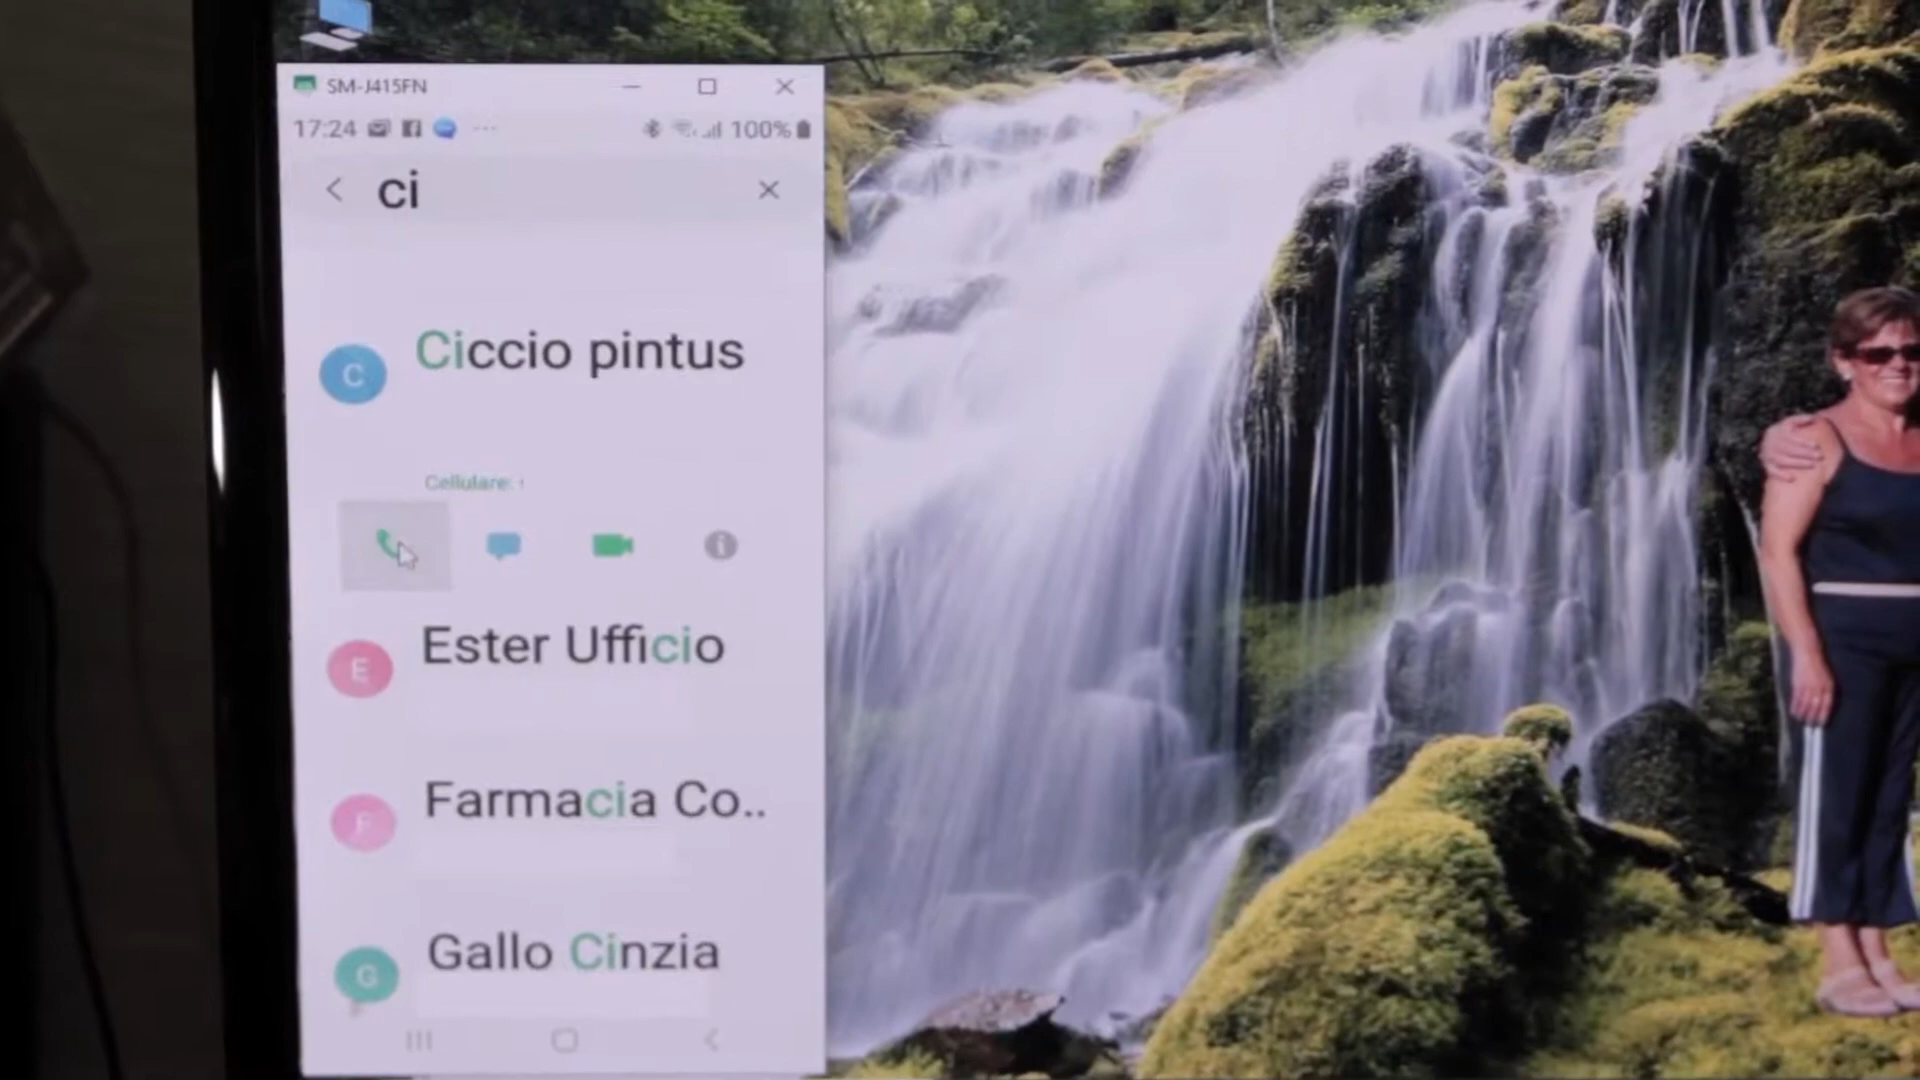 SM-J415FN
17:24 100%
ci
C Ciccio pintus
Cellulare:
E Ester Ufficio
F Farmacia Co..
G Gallo Cinzia